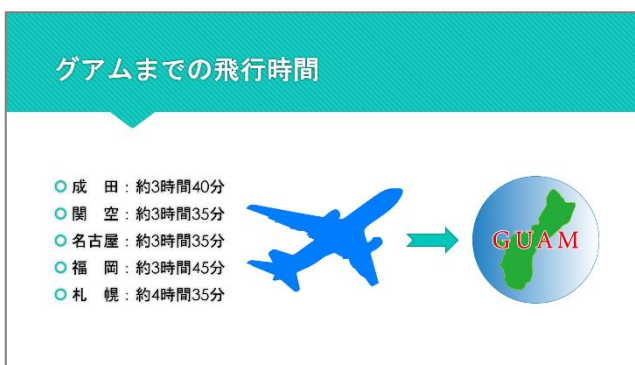 グアムまでの飛行時間
成　田：約3時間40分
関　空：約3時間35分
名古屋：約3時間35分
福　岡：約3時間45分
札　幌：約4時間35分
GUAM